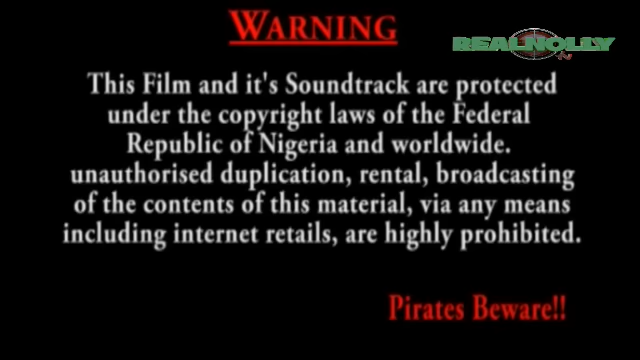 WARNING
REALNOLLY
tv
This Film and it's Soundtrack are protected
under the copyright laws of the Federal
Republic of Nigeria and worldwide.
unauthorised duplication, rental, broadcasting
of the contents of this material, via any means
including internet retails, are highly prohibited.
Pirates Beware!!